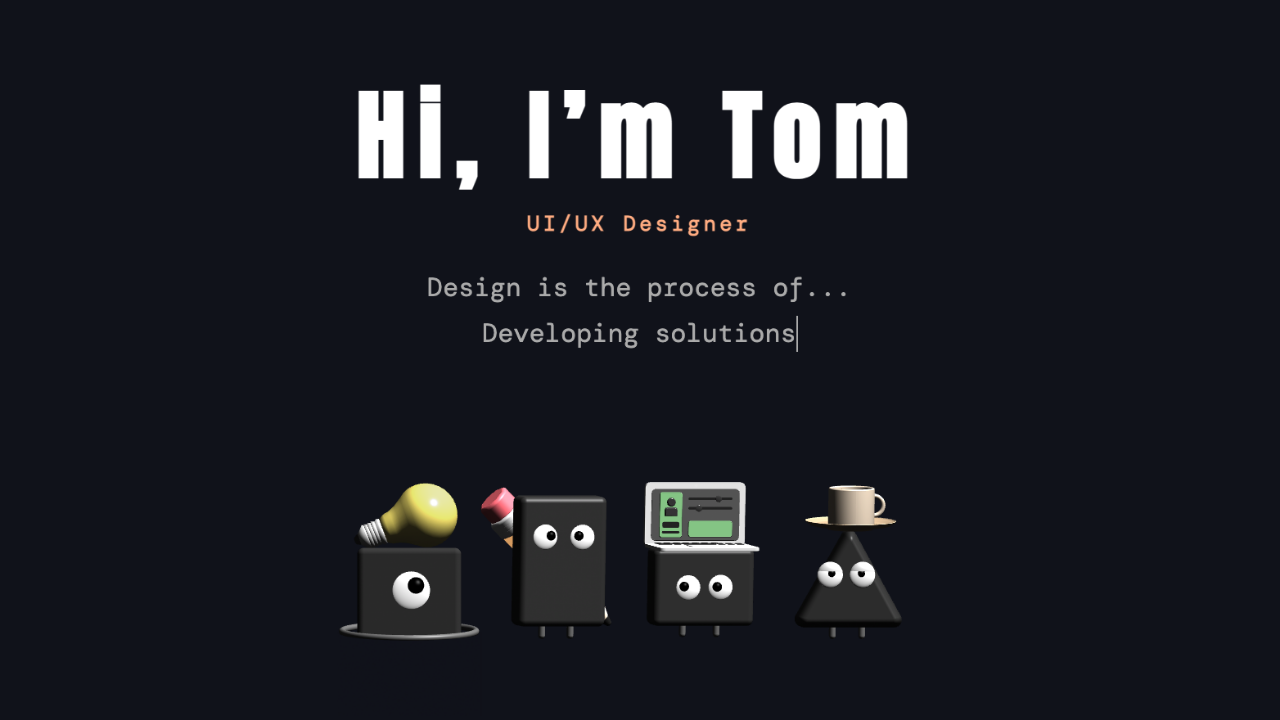 Hi, I’m Tom
UI/UX Designer
Design is the process of...
Developing solutions